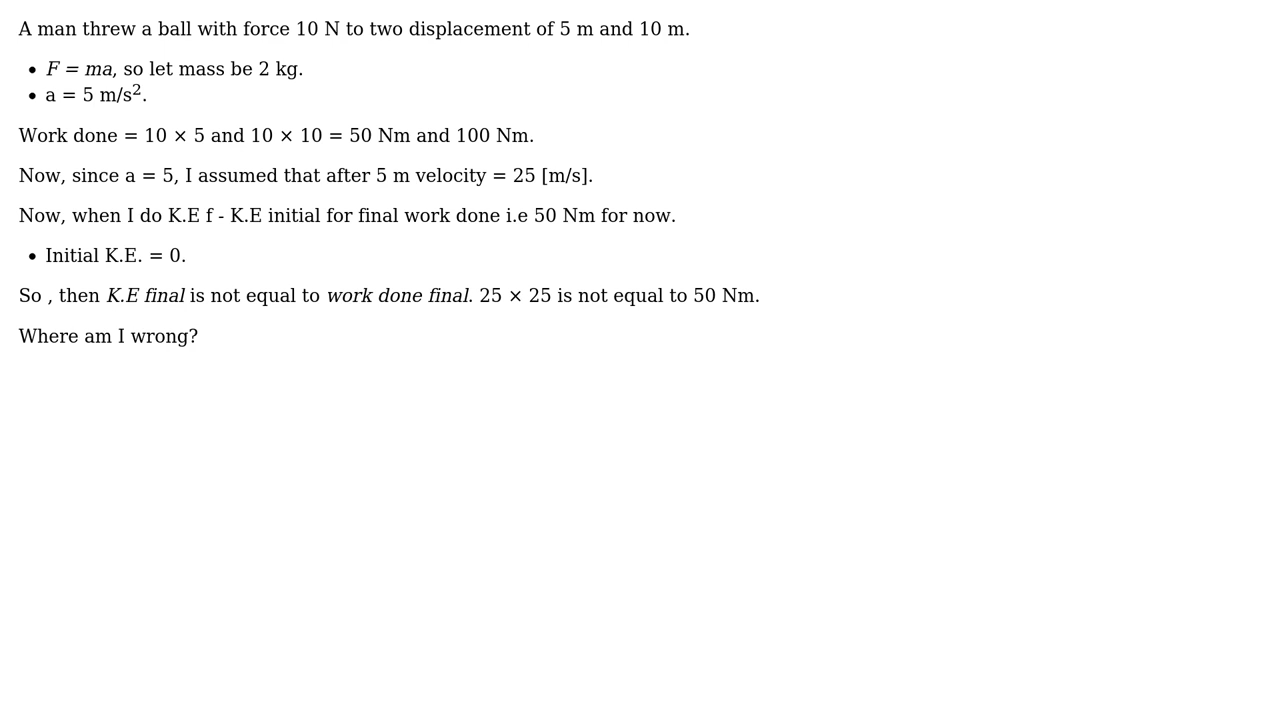 A man threw a ball with force 10 N to two displacement of 5 m and 10 m.
• F = ma, so let mass be 2 kg.
• a = 5 m/s².
Work done = 10 × 5 and 10 × 10 = 50 Nm and 100 Nm.
Now, since a = 5, I assumed that after 5 m velocity = 25 [m/s].
Now, when I do K.E f - K.E initial for final work done i.e 50 Nm for now.
• Initial K.E. = 0.
So , then K.E final is not equal to work done final. 25 × 25 is not equal to 50 Nm.
Where am I wrong?